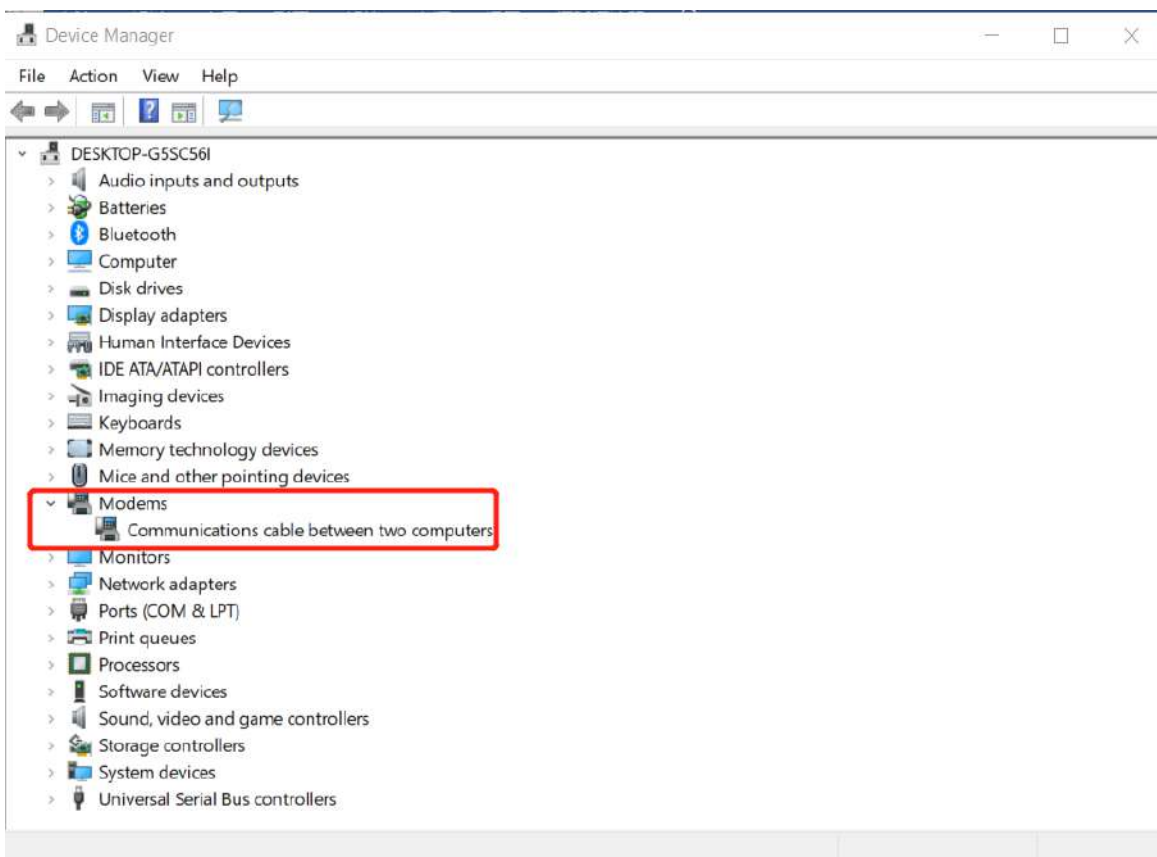 Device Manager
File Action View Help
DESKTOP-G5SC56I
Audio inputs and outputs
Batteries
Bluetooth
Computer
Disk drives
Display adapters
Human Interface Devices
IDE ATA/ATAPI controllers
Imaging devices
Keyboards
Memory technology devices
Mice and other pointing devices
Modems
Communications cable between two computers
Monitors
Network adapters
Ports (COM & LPT)
Print queues
Processors
Software devices
Sound, video and game controllers
Storage controllers
System devices
Universal Serial Bus controllers